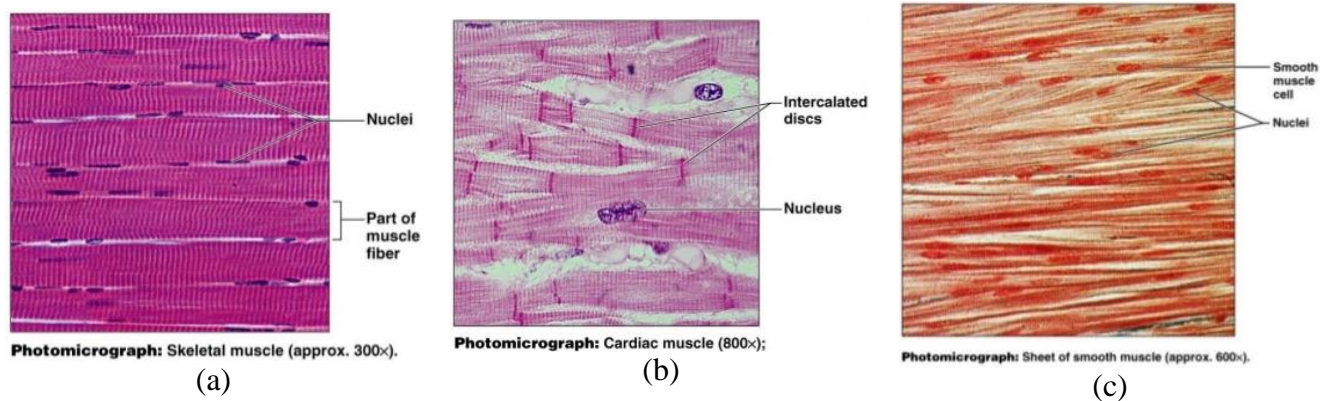 Nuclei
Part of
muscle
fiber
Photomicrograph: Skeletal muscle (approx. 300×).
(a)
Intercalated
discs
Nucleus
Photomicrograph: Cardiac muscle (800×);
(b)
Smooth
muscle
cell
Nuclei
Photomicrograph: Sheet of smooth muscle (approx. 600×).
(c)